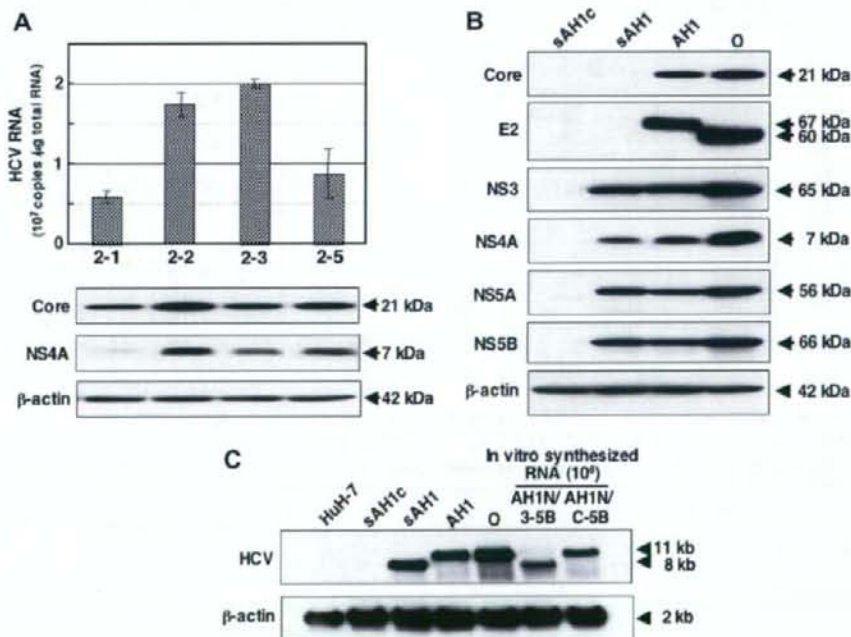 A
HCV RNA
(10⁷ copies/µg total RNA)
2
1
0
2-1 2-2 2-3 2-5
Core 21 kDa
NS4A 7 kDa
β-actin 42 kDa
B
sAH1c sAH1 AH1 O
Core 21 kDa
E2 67 kDa
60 kDa
NS3 65 kDa
NS4A 7 kDa
NS5A 56 kDa
NS5B 66 kDa
β-actin 42 kDa
C
In vitro synthesized
RNA (10⁸)
HuH-7 sAH1c sAH1 AH1 O AH1N/ AH1N/
3-5B C-5B
HCV 11 kb
8 kb
β-actin 2 kb